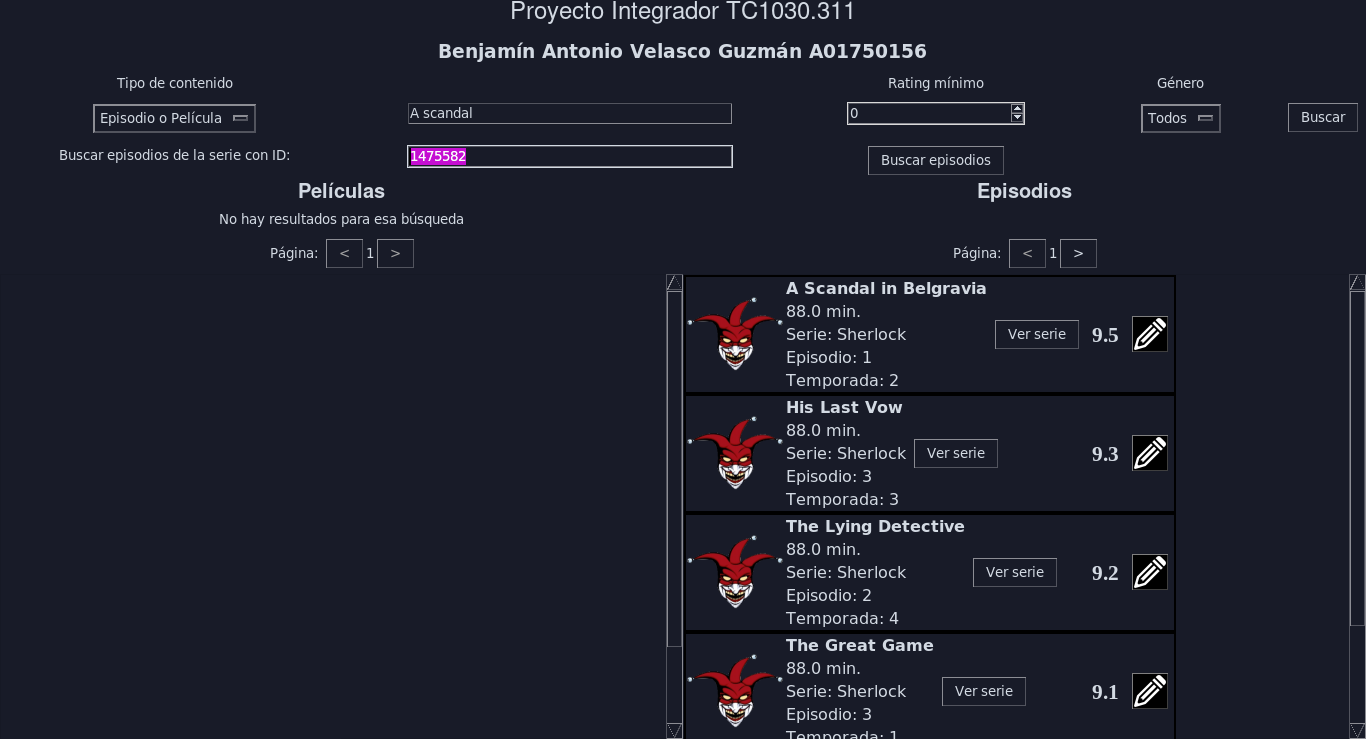 Proyecto Integrador TC1030.311
Benjamín Antonio Velasco Guzmán A01750156
Tipo de contenido
Rating mínimo
Género
Episodio o Película
A scandal
0
Todos
Buscar
Buscar episodios de la serie con ID:
1475582
Buscar episodios
Películas
Episodios
No hay resultados para esa búsqueda
Página: < 1 >
Página: < 1 >
A Scandal in Belgravia
88.0 min.
Serie: Sherlock
Ver serie
9.5
Episodio: 1
Temporada: 2
His Last Vow
88.0 min.
Serie: Sherlock
Ver serie
9.3
Episodio: 3
Temporada: 3
The Lying Detective
88.0 min.
Serie: Sherlock
Ver serie
9.2
Episodio: 2
Temporada: 4
The Great Game
88.0 min.
Serie: Sherlock
Ver serie
9.1
Episodio: 3
Temporada: 1